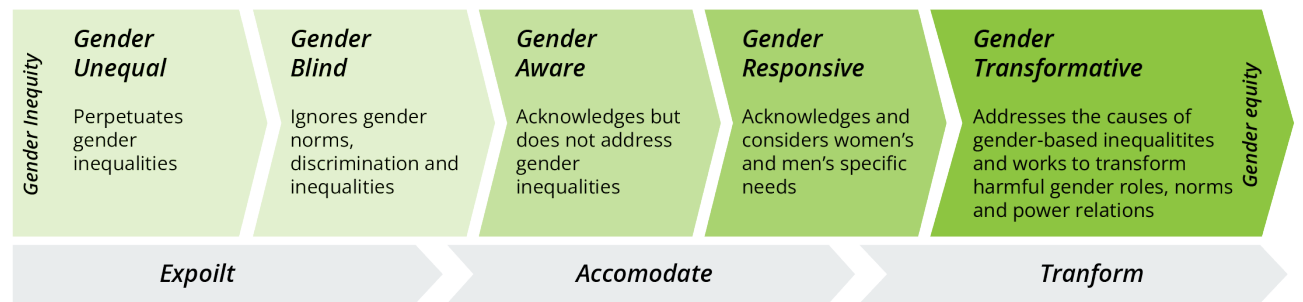 Gender Inequity
Gender
Unequal
Perpetuates
gender
inequalities
Gender
Blind
Ignores gender
norms,
discrimination and
inequalities
Gender
Aware
Acknowledges but
does not address
gender
inequalities
Gender
Responsive
Acknowledges and
considers women’s
and men’s specific
needs
Gender
Transformative
Addresses the causes of
gender-based inequalitites
and works to transform
harmful gender roles, norms
and power relations
Gender equity
Expoilt
Accomodate
Tranform